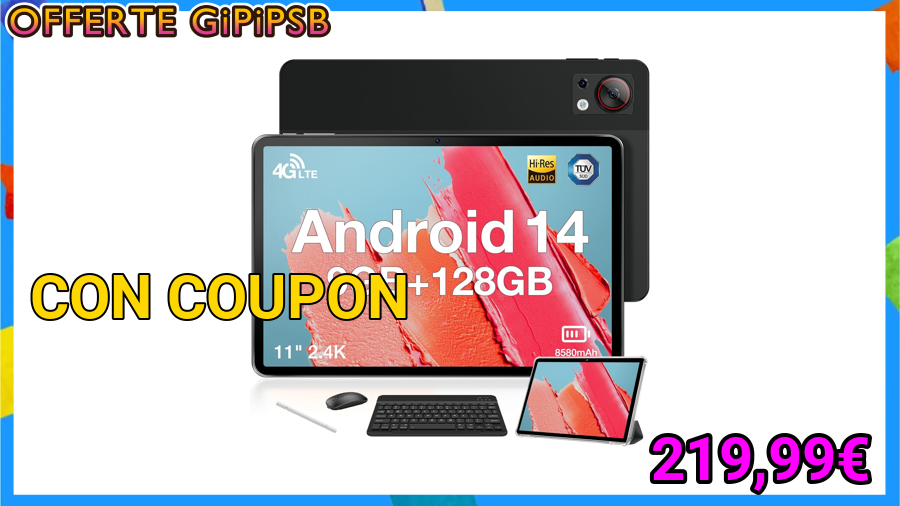 OFFERTE GiPiPSB
4G LTE
Hi-Res
AUDIO
TÜV
SÜD
Android 14
+128GB
CON COUPON
11" 2.4K
8580mAh
219,99€